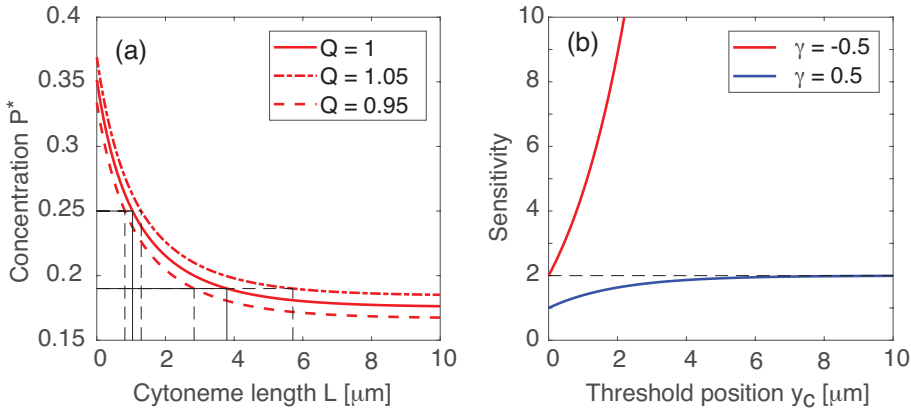 (a)
Q = 1
Q = 1.05
Q = 0.95
Concentration P*
0.4
0.35
0.3
0.25
0.2
0.15
0 2 4 6 8 10
Cytoneme length L [μm]
(b)
γ = -0.5
γ = 0.5
Sensitivity
10
8
6
4
2
0
0 2 4 6 8 10
Threshold position y_C [μm]